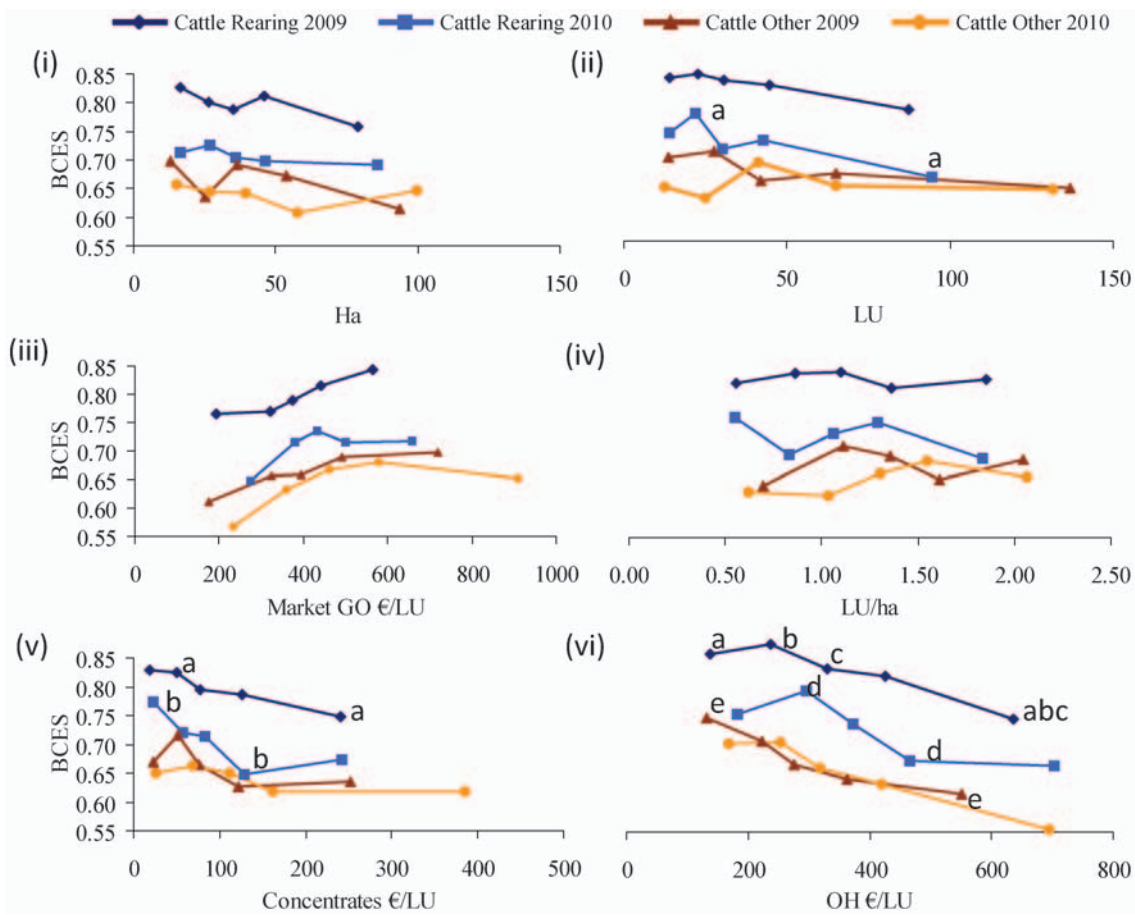 Cattle Rearing 2009 Cattle Rearing 2010 Cattle Other 2009 Cattle Other 2010
(i)
0.85
0.80
0.75
0.70
0.65
0.60
0.55
BCES
0 50 100 150
Ha
(ii)
a
a
0 50 100 150
LU
(iii)
0.85
0.80
0.75
0.70
0.65
0.60
0.55
BCES
0 200 400 600 800 1000
Market GO €/LU
(iv)
0.00 0.50 1.00 1.50 2.00 2.50
LU/ha
(v)
0.85
0.80
0.75
0.70
0.65
0.60
0.55
BCES
a
b
a
b
0 100 200 300 400 500
Concentrates €/LU
(vi)
a b
c
e d abc
d
e
0 200 400 600 800
OH €/LU